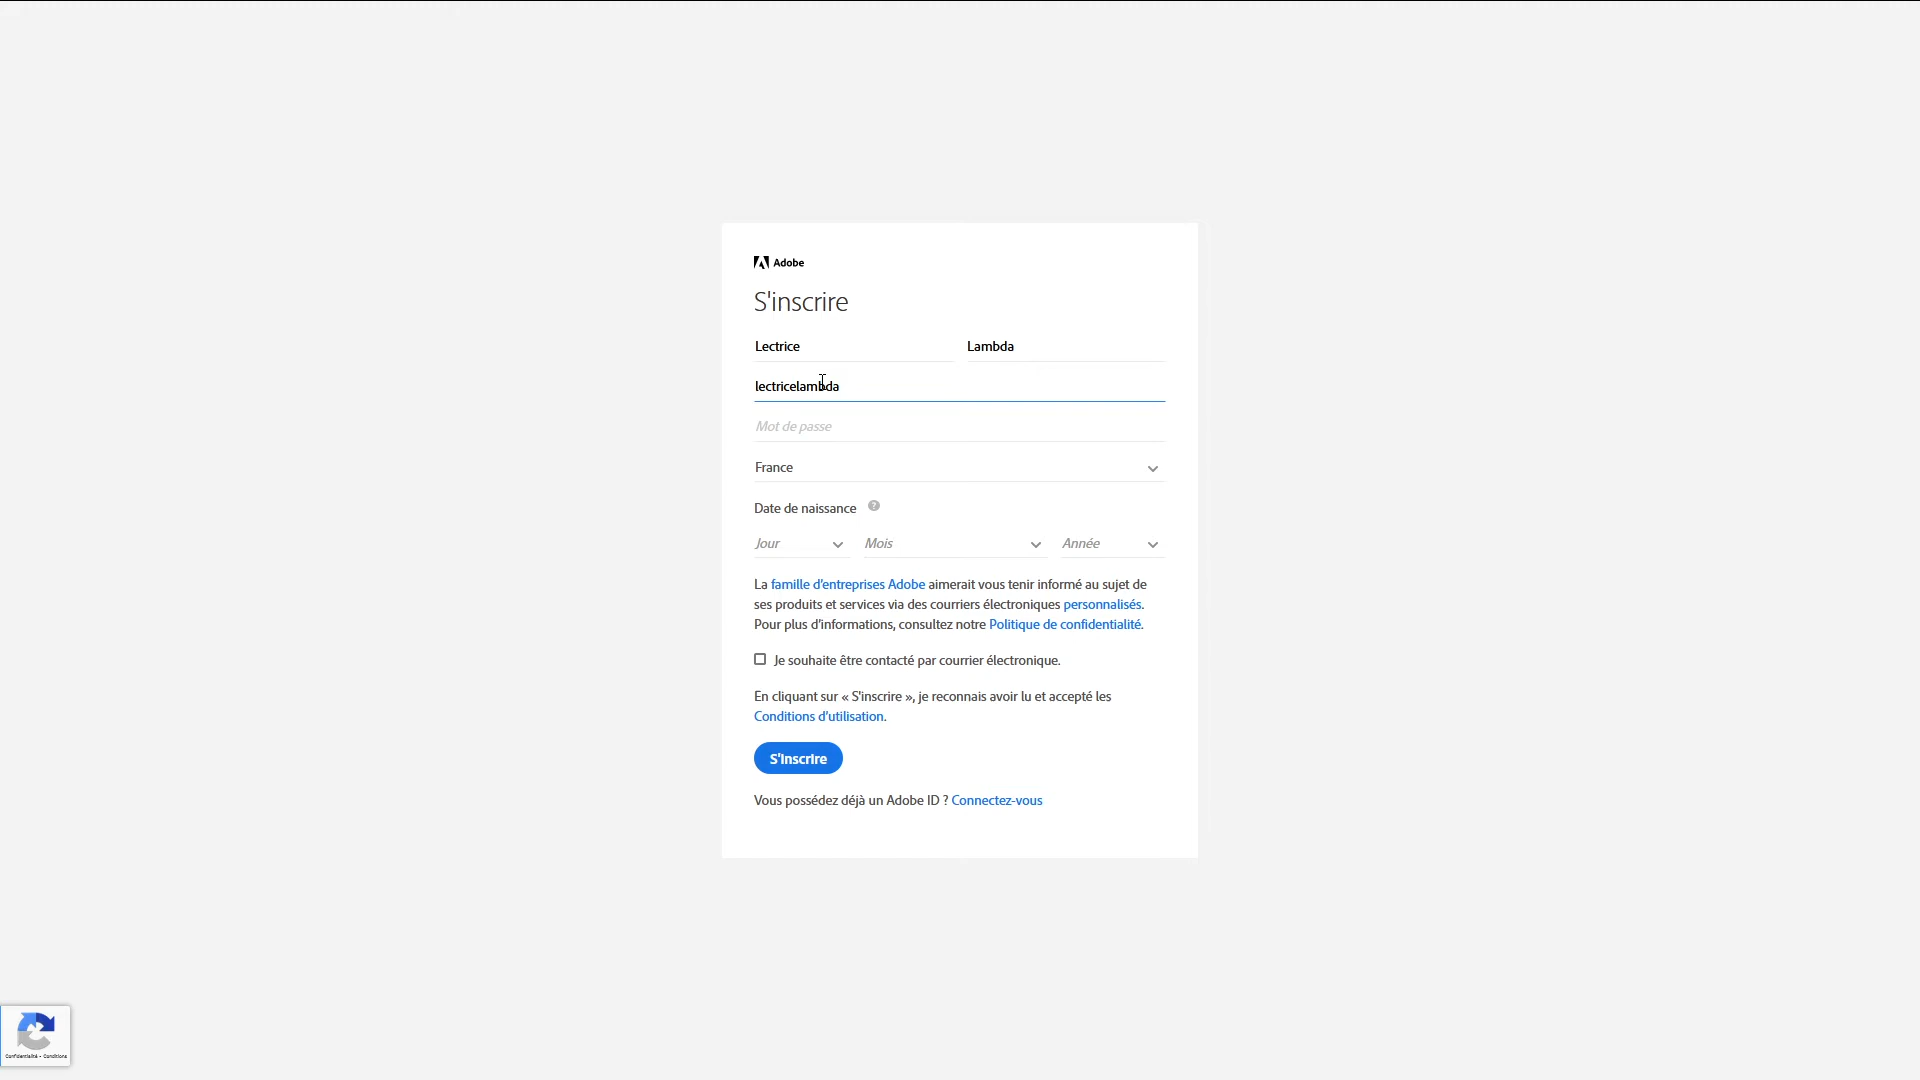 Adobe
S'inscrire
Lectrice Lambda
lectricelambda
Mot de passe
France
Date de naissance ?
Jour Mois Année
La famille d'entreprises Adobe aimerait vous tenir informé au sujet de
ses produits et services via des courriers électroniques personnalisés.
Pour plus d'informations, consultez notre Politique de confidentialité.
Je souhaite être contacté par courrier électronique.
En cliquant sur « S'inscrire », je reconnais avoir lu et accepté les
Conditions d'utilisation.
S'inscrire
Vous possédez déjà un Adobe ID ? Connectez-vous
Confidentialité - Conditions